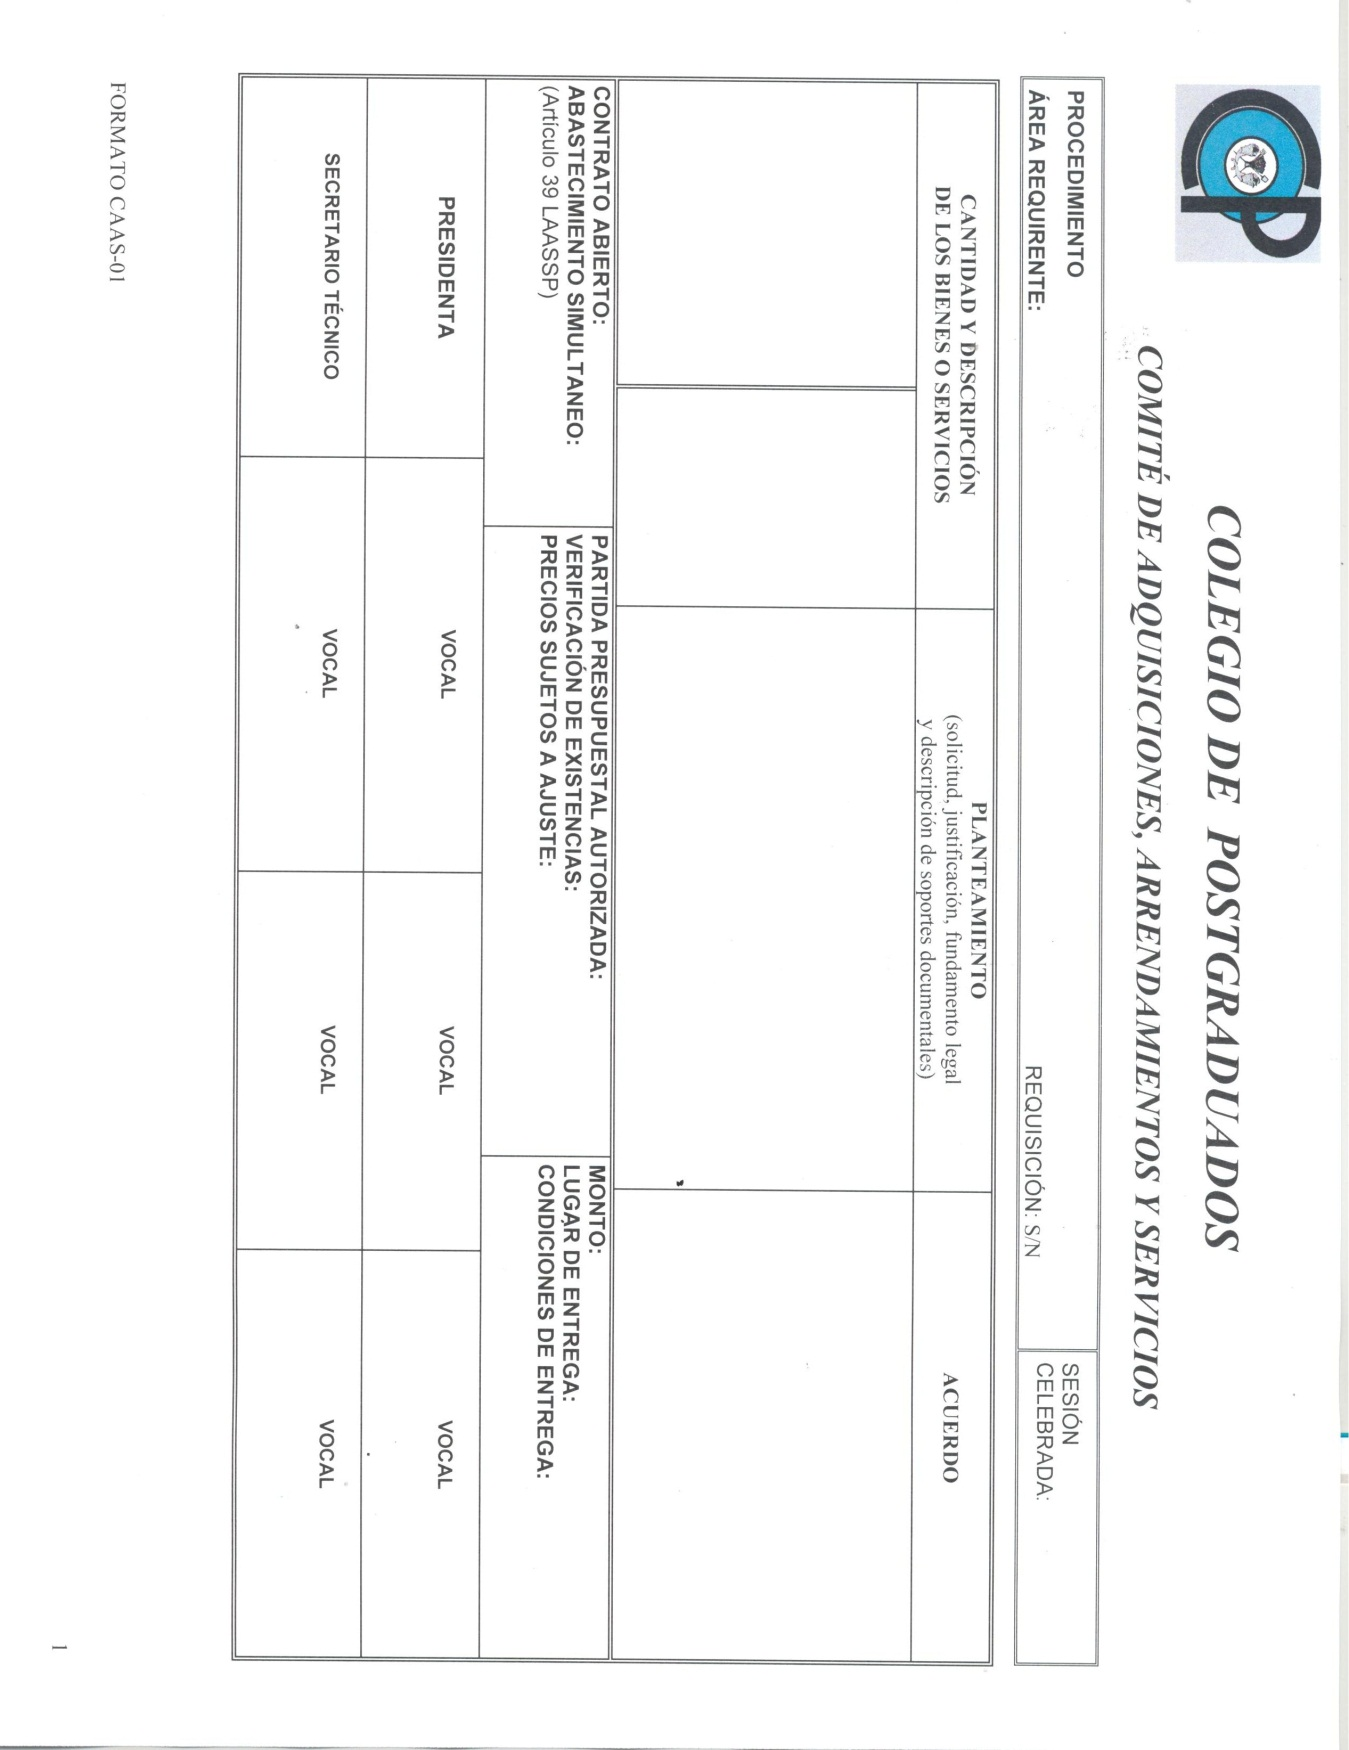 COLEGIO DE POSTGRADUADOS
COMITÉ DE ADQUISICIONES, ARRENDAMIENTOS Y SERVICIOS
PROCEDIMIENTO
ÁREA REQUIRENTE:
REQUISICIÓN: S/N
SESIÓN
CELEBRADA:
CANTIDAD Y DESCRIPCIÓN
DE LOS BIENES O SERVICIOS
PLANTEAMIENTO
(solicitud, justificación, fundamento legal
y descripción de soportes documentales)
ACUERDO
CONTRATO ABIERTO:
ABASTECIMIENTO SIMULTANEO:
(Artículo 39 LAASSP)
PARTIDA PRESUPUESTAL AUTORIZADA:
VERIFICACIÓN DE EXISTENCIAS:
PRECIOS SUJETOS A AJUSTE:
MONTO:
LUGAR DE ENTREGA:
CONDICIONES DE ENTREGA:
PRESIDENTA
VOCAL
VOCAL
VOCAL
SECRETARIO TÉCNICO
VOCAL
VOCAL
VOCAL
FORMATO CAAS-01
1